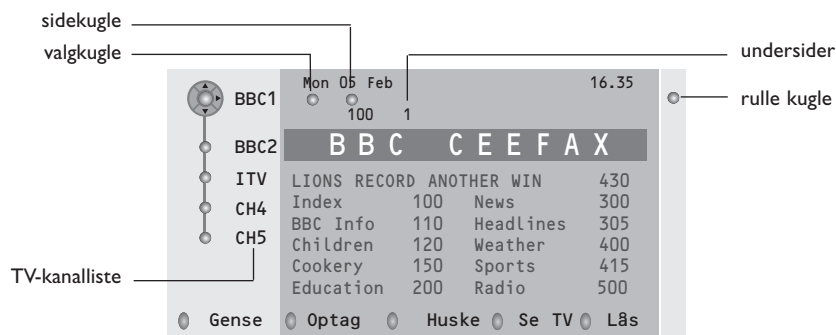 sidekugle
valgkugle
undersider
Mon 05 Feb 16.35
BBC1
rulle kugle
100 1
BBC2
BBC CEEFAX
ITV
LIONS RECORD ANOTHER WIN 430
Index 100 News 300
CH4
BBC Info 110 Headlines 305
CH5
Children 120 Weather 400
Cookery 150 Sports 415
TV-kanalliste
Education 200 Radio 500
Gense Optag Huske Se TV Lås